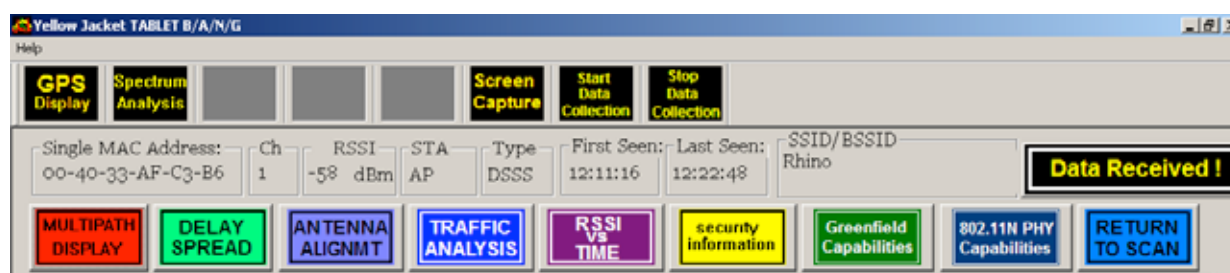 Yellow Jacket TABLET B/A/N/G
Help
GPS Display
Spectrum Analysis
Screen Capture
Start Data Collection
Stop Data Collection
Single MAC Address: Ch RSSI STA Type First Seen: Last Seen: SSID/BSSID
00-40-33-AF-C3-B6 1 -58 dBm AP DSSS 12:11:16 12:22:48 Rhino
Data Received !
MULTIPATH DISPLAY
DELAY SPREAD
ANTENNA ALIGNMT
TRAFFIC ANALYSIS
RSSI VS TIME
security information
Greenfield Capabilities
802.11N PHY Capabilities
RETURN TO SCAN